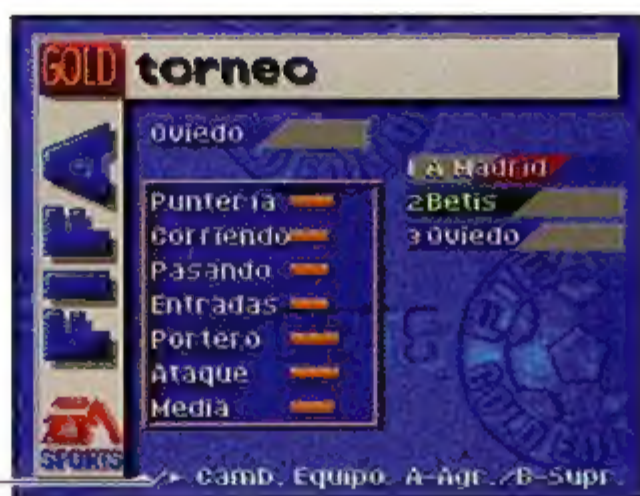 GOLD torneo
FIFA
EA
SPORTS
Oviedo
Puntería
Corriendo
Pasando
Entradas
Portero
Ataque
Media
1 A Madrid
2 Betis
3 Oviedo
Camb. Equipo A-Agr./B-Supr.